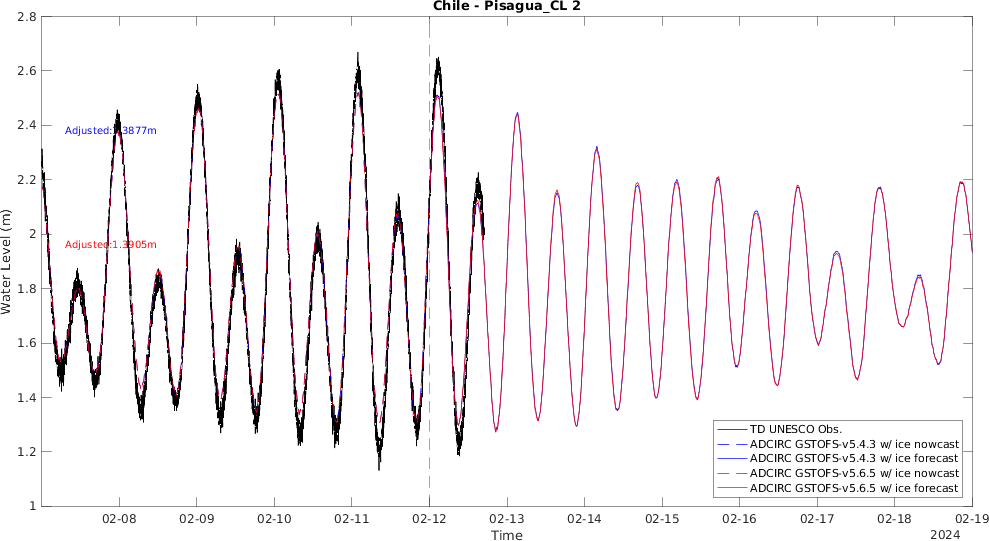 Chile - Pisagua_CL 2
Water Level (m)
2.8
2.6
2.4
2.2
2
1.8
1.6
1.4
1.2
1
Adjusted:1.3877m
Adjusted:1.3905m
TD UNESCO Obs.
ADCIRC GSTOFS-v5.4.3 w/ ice nowcast
ADCIRC GSTOFS-v5.4.3 w/ ice forecast
ADCIRC GSTOFS-v5.6.5 w/ ice nowcast
ADCIRC GSTOFS-v5.6.5 w/ ice forecast
02-08 02-09 02-10 02-11 02-12 02-13 02-14 02-15 02-16 02-17 02-18 02-19
Time
2024